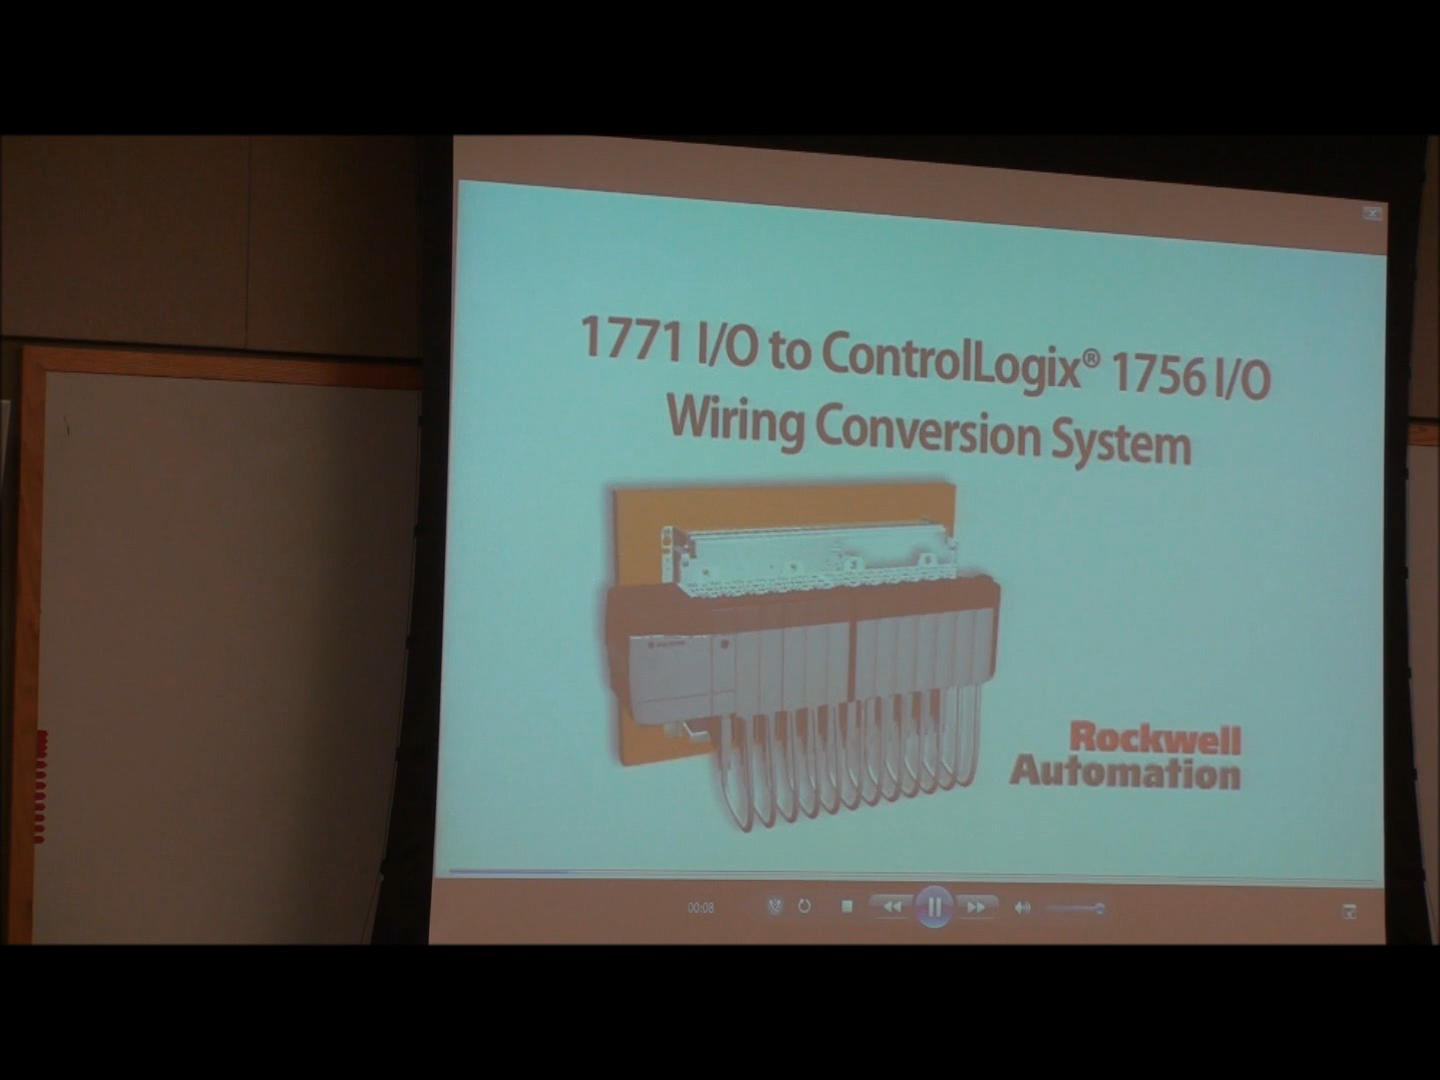 1771 I/O to ControlLogix® 1756 I/O
Wiring Conversion System
Rockwell
Automation
00:08